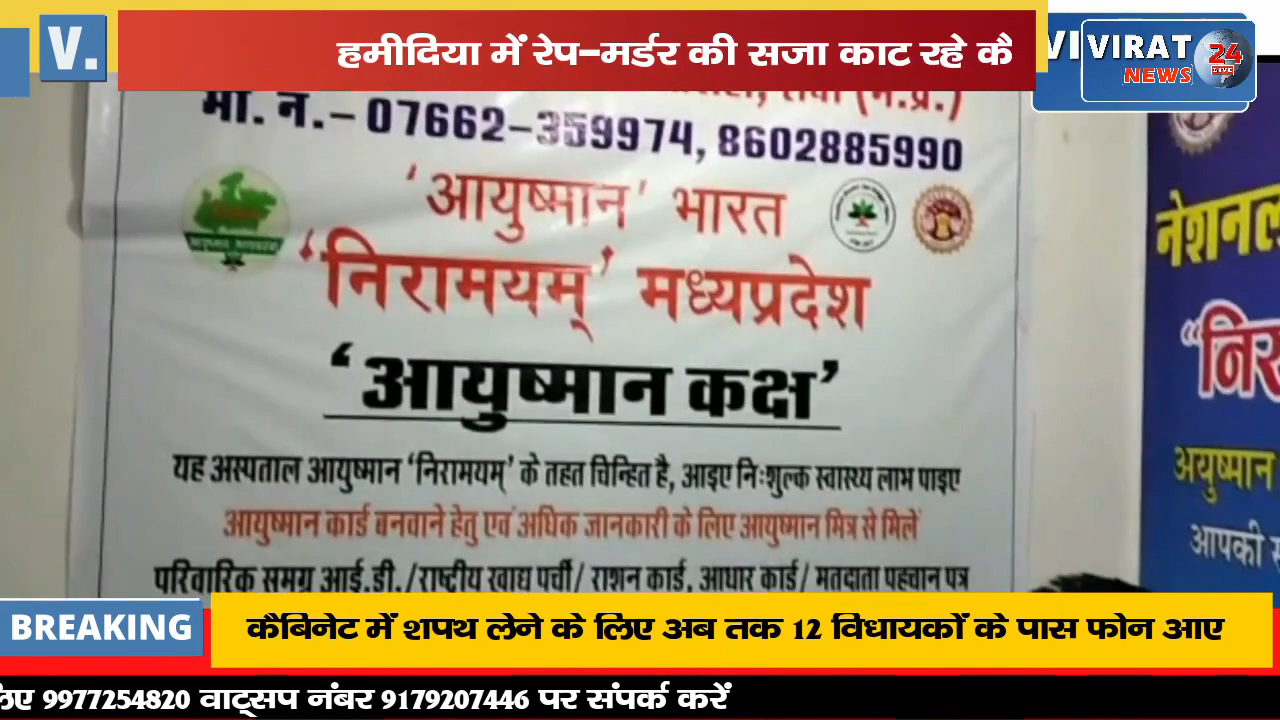 V.
हमीदिया में रेप-मर्डर की सजा काट रहे कै
VIRAT
NEWS
24
LIVE
मो. नं.- 07662-359974, 8602885990
'आयुष्मान' भारत
'निरामयम्' मध्यप्रदेश
'आयुष्मान कक्ष'
यह अस्पताल आयुष्मान 'निरामयम्' के तहत चिन्हित है, आइए निःशुल्क स्वास्थ्य लाभ पाइए
आयुष्मान कार्ड बनवाने हेतु एवं अधिक जानकारी के लिए आयुष्मान मित्र से मिलें
परिवारिक समग्र आई.डी./राष्ट्रीय खाद्य पर्ची/ राशन कार्ड, आधार कार्ड/ मतदाता पहचान पत्र
नेशनल
"निर
अयुष्मान
आपकी
BREAKING
कैबिनेट में शपथ लेने के लिए अब तक 12 विधायकों के पास फोन आए
लिए 9977254820 वाट्सप नंबर 9179207446 पर संपर्क करें